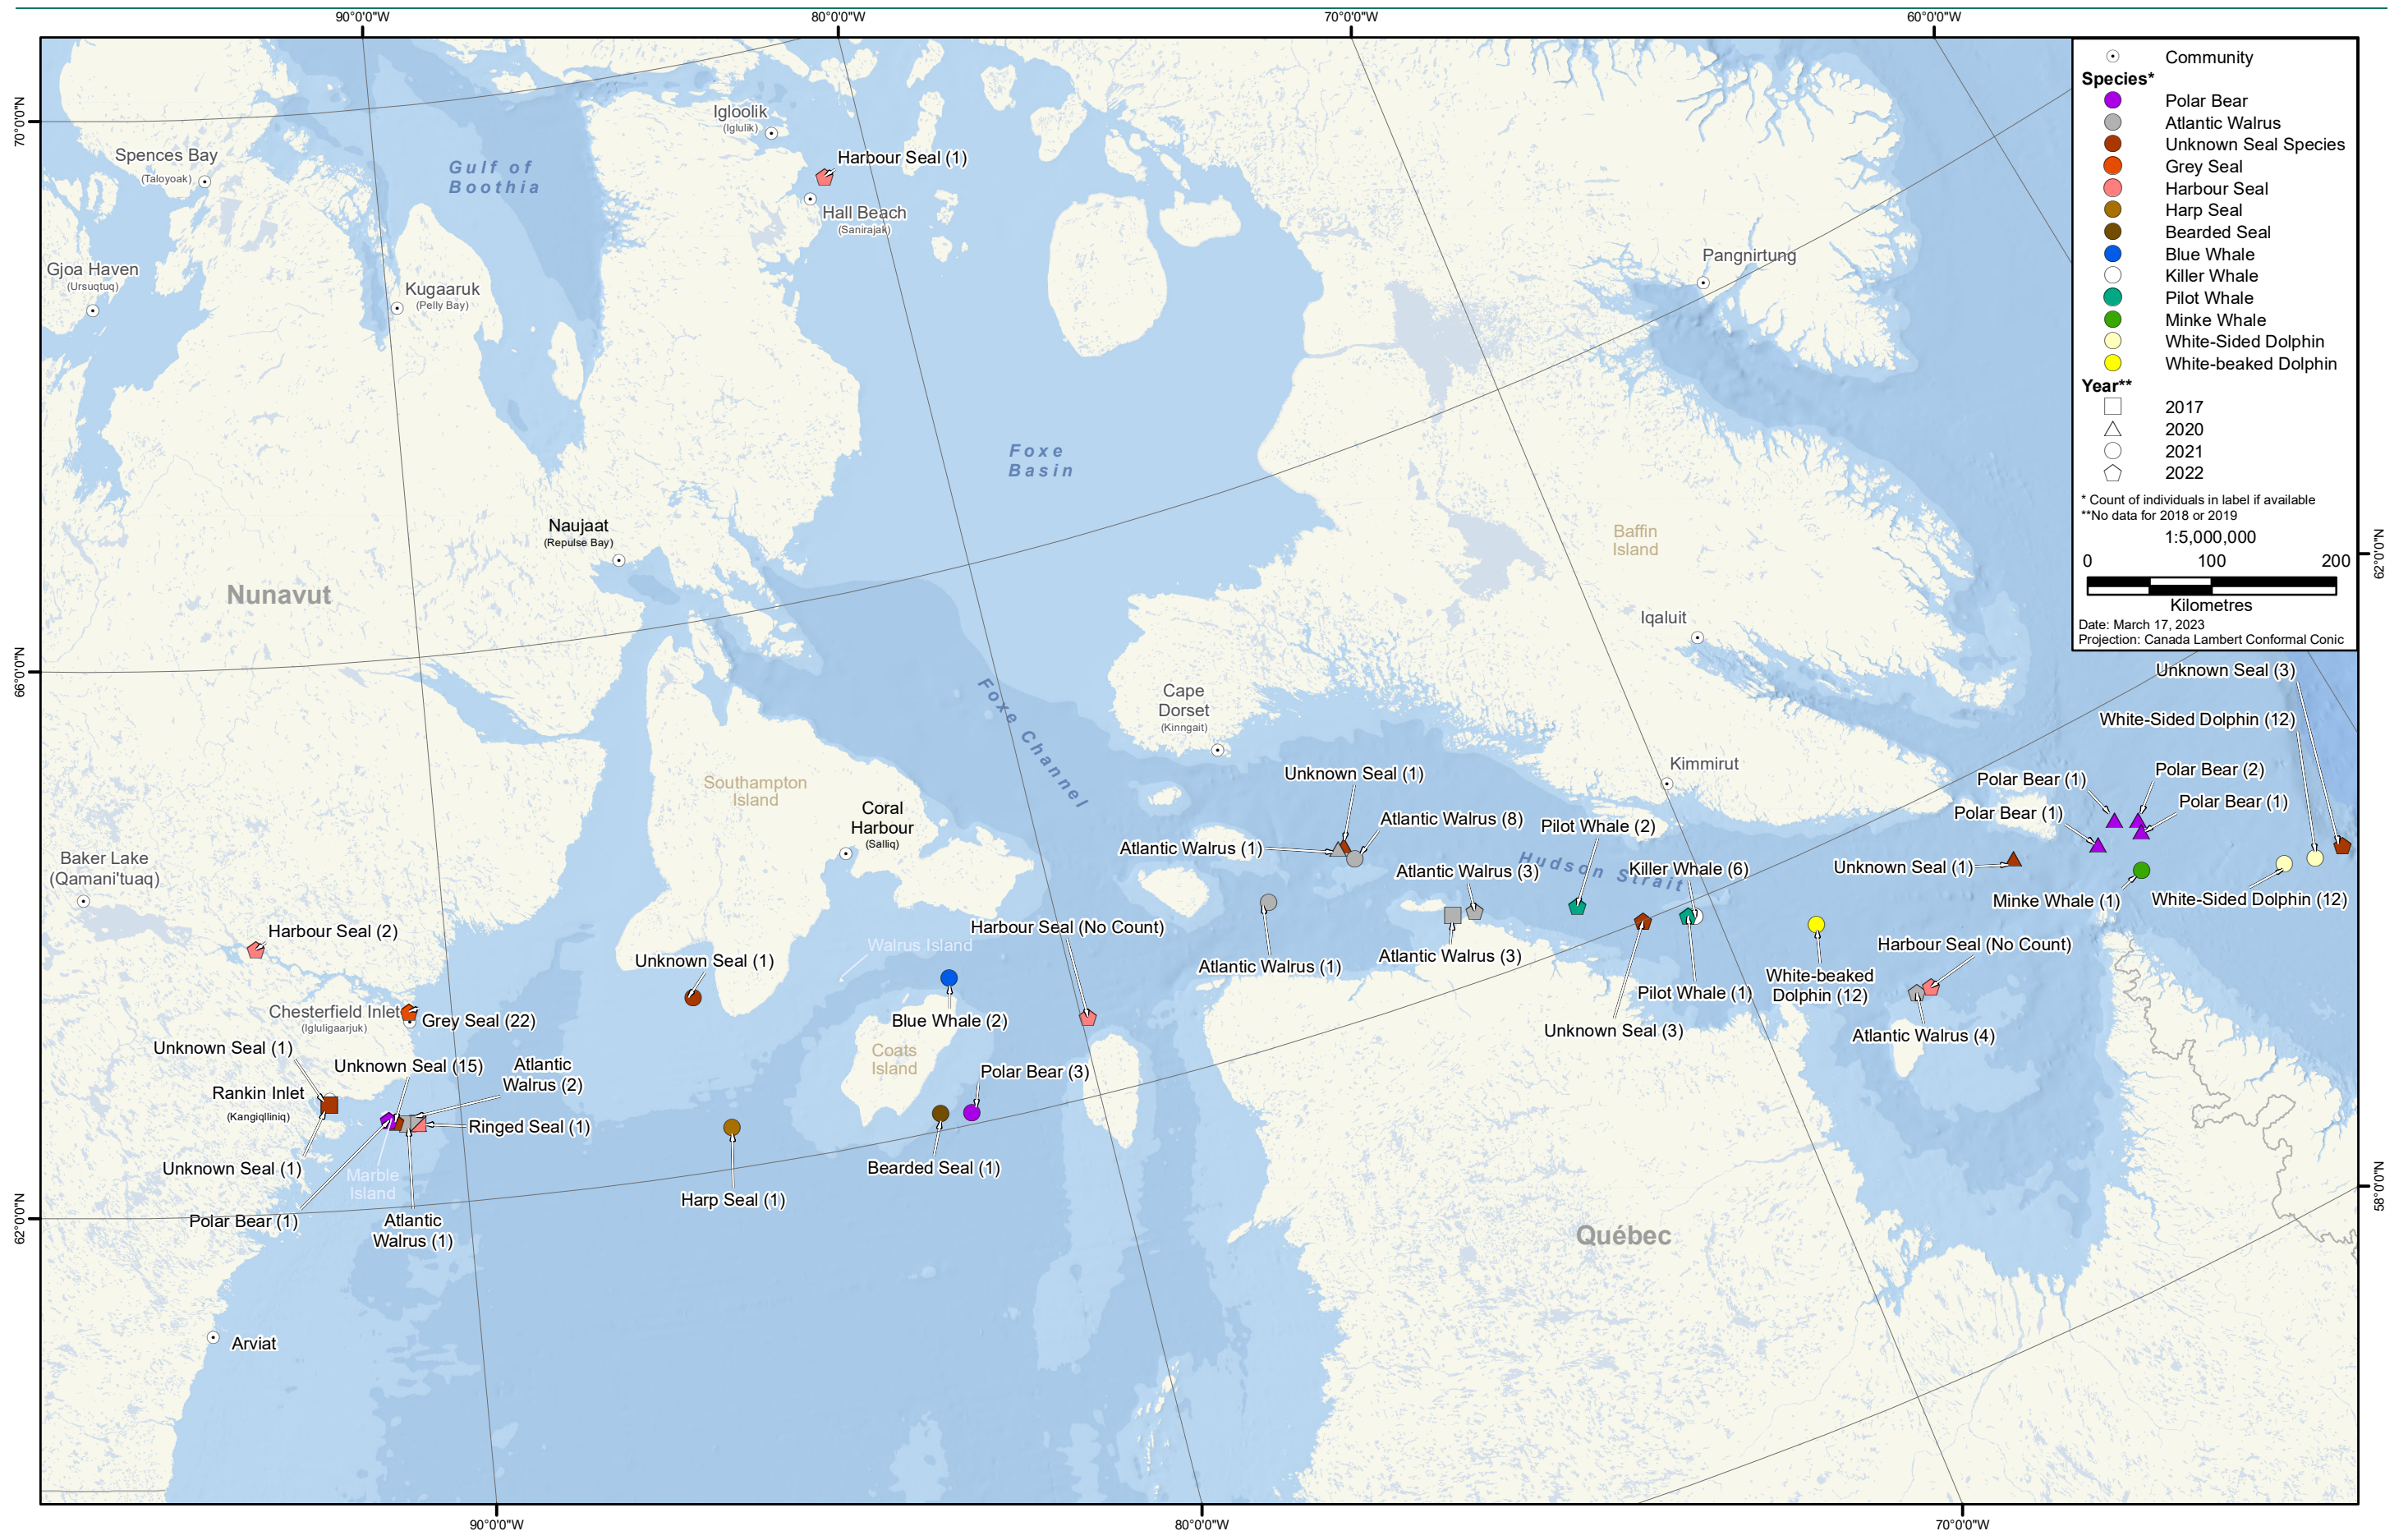 90°0'0"W
80°0'0"W
70°0'0"W
60°0'0"W
70°0'0"N
66°0'0"N
62°0'0"N
62°0'0"N
58°0'0"N
90°0'0"W
80°0'0"W
70°0'0"W
Community
Species*
Polar Bear
Atlantic Walrus
Unknown Seal Species
Grey Seal
Harbour Seal
Harp Seal
Bearded Seal
Blue Whale
Killer Whale
Pilot Whale
Minke Whale
White-Sided Dolphin
White-beaked Dolphin
Year**
2017
2020
2021
2022
* Count of individuals in label if available
**No data for 2018 or 2019
1:5,000,000
0 100 200
Kilometres
Date: March 17, 2023
Projection: Canada Lambert Conformal Conic
Igloolik
(Iglulik)
Harbour Seal (1)
Hall Beach
(Sanirajak)
Spences Bay
(Taloyoak)
Gulf of
Boothia
Gjoa Haven
(Ursuqtuq)
Kugaaruk
(Pelly Bay)
Pangnirtung
Foxe
Basin
Naujaat
(Repulse Bay)
Nunavut
Baffin
Island
Iqaluit
Foxe Channel
Cape
Dorset
(Kinngait)
Kimmirut
Southampton
Island
Coral
Harbour
(Salliq)
Baker Lake
(Qamani'tuaq)
Unknown Seal (3)
White-Sided Dolphin (12)
Polar Bear (1)
Polar Bear (2)
Polar Bear (1)
Polar Bear (1)
Unknown Seal (1)
Minke Whale (1)
White-Sided Dolphin (12)
Unknown Seal (1)
Atlantic Walrus (8)
Atlantic Walrus (1)
Pilot Whale (2)
Hudson Strait
Atlantic Walrus (3)
Killer Whale (6)
Harbour Seal (No Count)
Atlantic Walrus (1)
Atlantic Walrus (3)
Pilot Whale (1)
Unknown Seal (3)
White-beaked
Dolphin (12)
Harbour Seal (No Count)
Atlantic Walrus (4)
Harbour Seal (2)
Unknown Seal (1)
Walrus Island
Blue Whale (2)
Coats
Island
Polar Bear (3)
Bearded Seal (1)
Harp Seal (1)
Chesterfield Inlet
(Igluligaarjuk)
Grey Seal (22)
Unknown Seal (1)
Unknown Seal (15)
Atlantic
Walrus (2)
Rankin Inlet
(Kangiqlliniq)
Ringed Seal (1)
Unknown Seal (1)
Marble
Island
Polar Bear (1)
Atlantic
Walrus (1)
Arviat
Québec